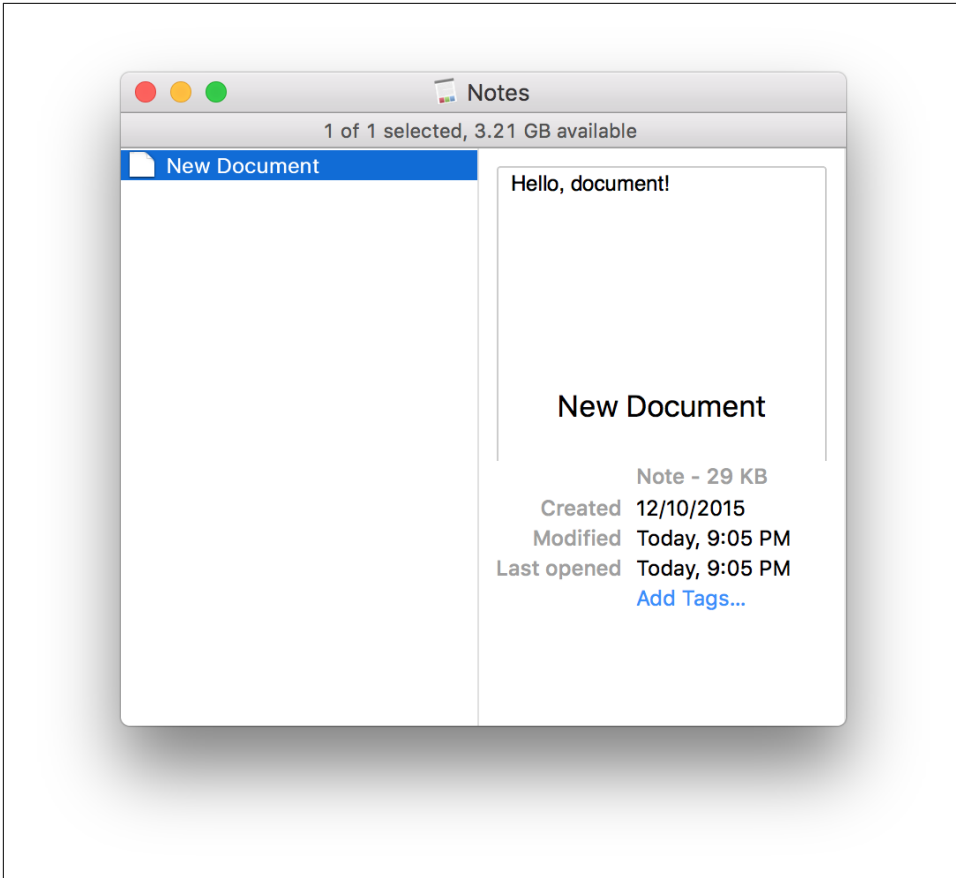 Notes
1 of 1 selected, 3.21 GB available
New Document
Hello, document!
New Document
Note - 29 KB
Created 12/10/2015
Modified Today, 9:05 PM
Last opened Today, 9:05 PM
Add Tags...